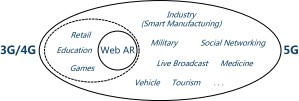 Industry
(Smart Manufacturing)
Retail
Military
Social Networking
3G/4G
Education
Web AR
5G
Live Broadcast
Medicine
Games
Vehicle
Tourism
...